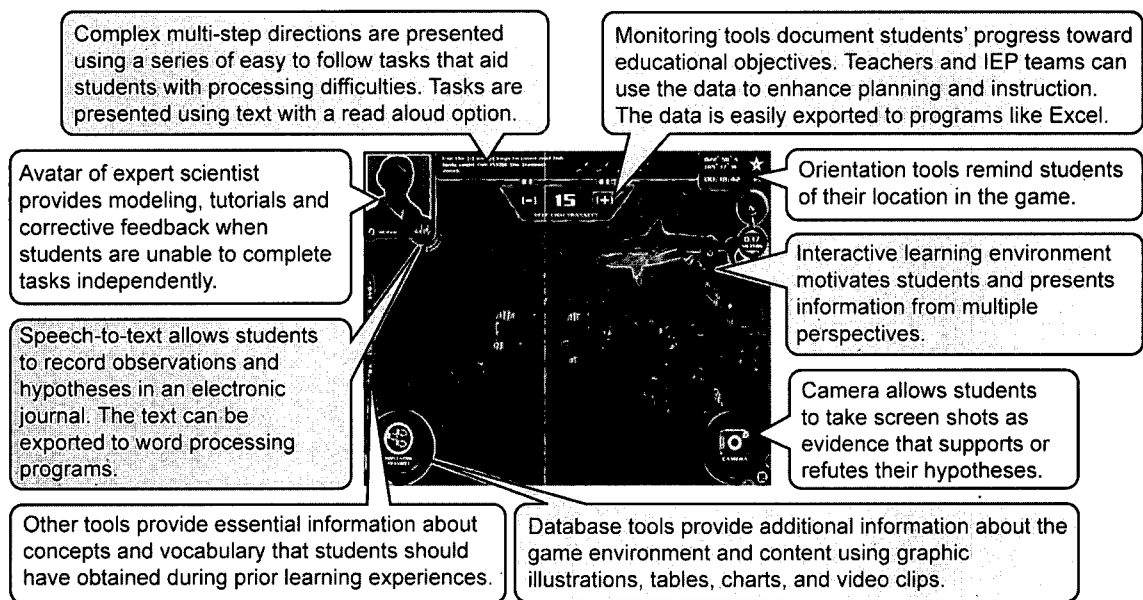 Complex multi-step directions are presented
using a series of easy to follow tasks that aid
students with processing difficulties. Tasks are
presented using text with a read aloud option.
Monitoring tools document students' progress toward
educational objectives. Teachers and IEP teams can
use the data to enhance planning and instruction.
The data is easily exported to programs like Excel.
Avatar of expert scientist
provides modeling, tutorials and
corrective feedback when
students are unable to complete
tasks independently.
15
Orientation tools remind students
of their location in the game.
Interactive learning environment
motivates students and presents
information from multiple
perspectives.
Speech-to-text allows students
to record observations and
hypotheses in an electronic
journal. The text can be
exported to word processing
programs.
Camera allows students
to take screen shots as
evidence that supports or
refutes their hypotheses.
CAMERA
Other tools provide essential information about
concepts and vocabulary that students should
have obtained during prior learning experiences.
Database tools provide additional information about the
game environment and content using graphic
illustrations, tables, charts, and video clips.